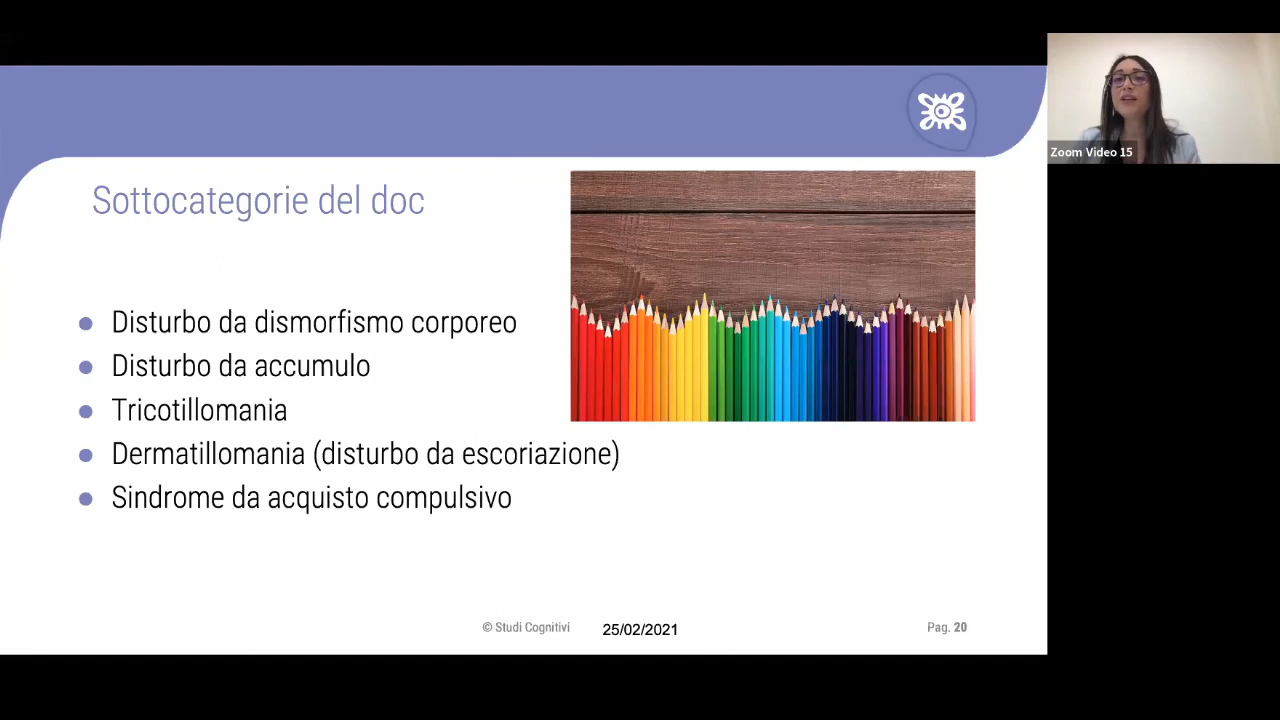 Zoom Video 15
Sottocategorie del doc
Disturbo da dismorfismo corporeo
Disturbo da accumulo
Tricotillomania
Dermatillomania (disturbo da escoriazione)
Sindrome da acquisto compulsivo
© Studi Cognitivi
25/02/2021
Pag. 20